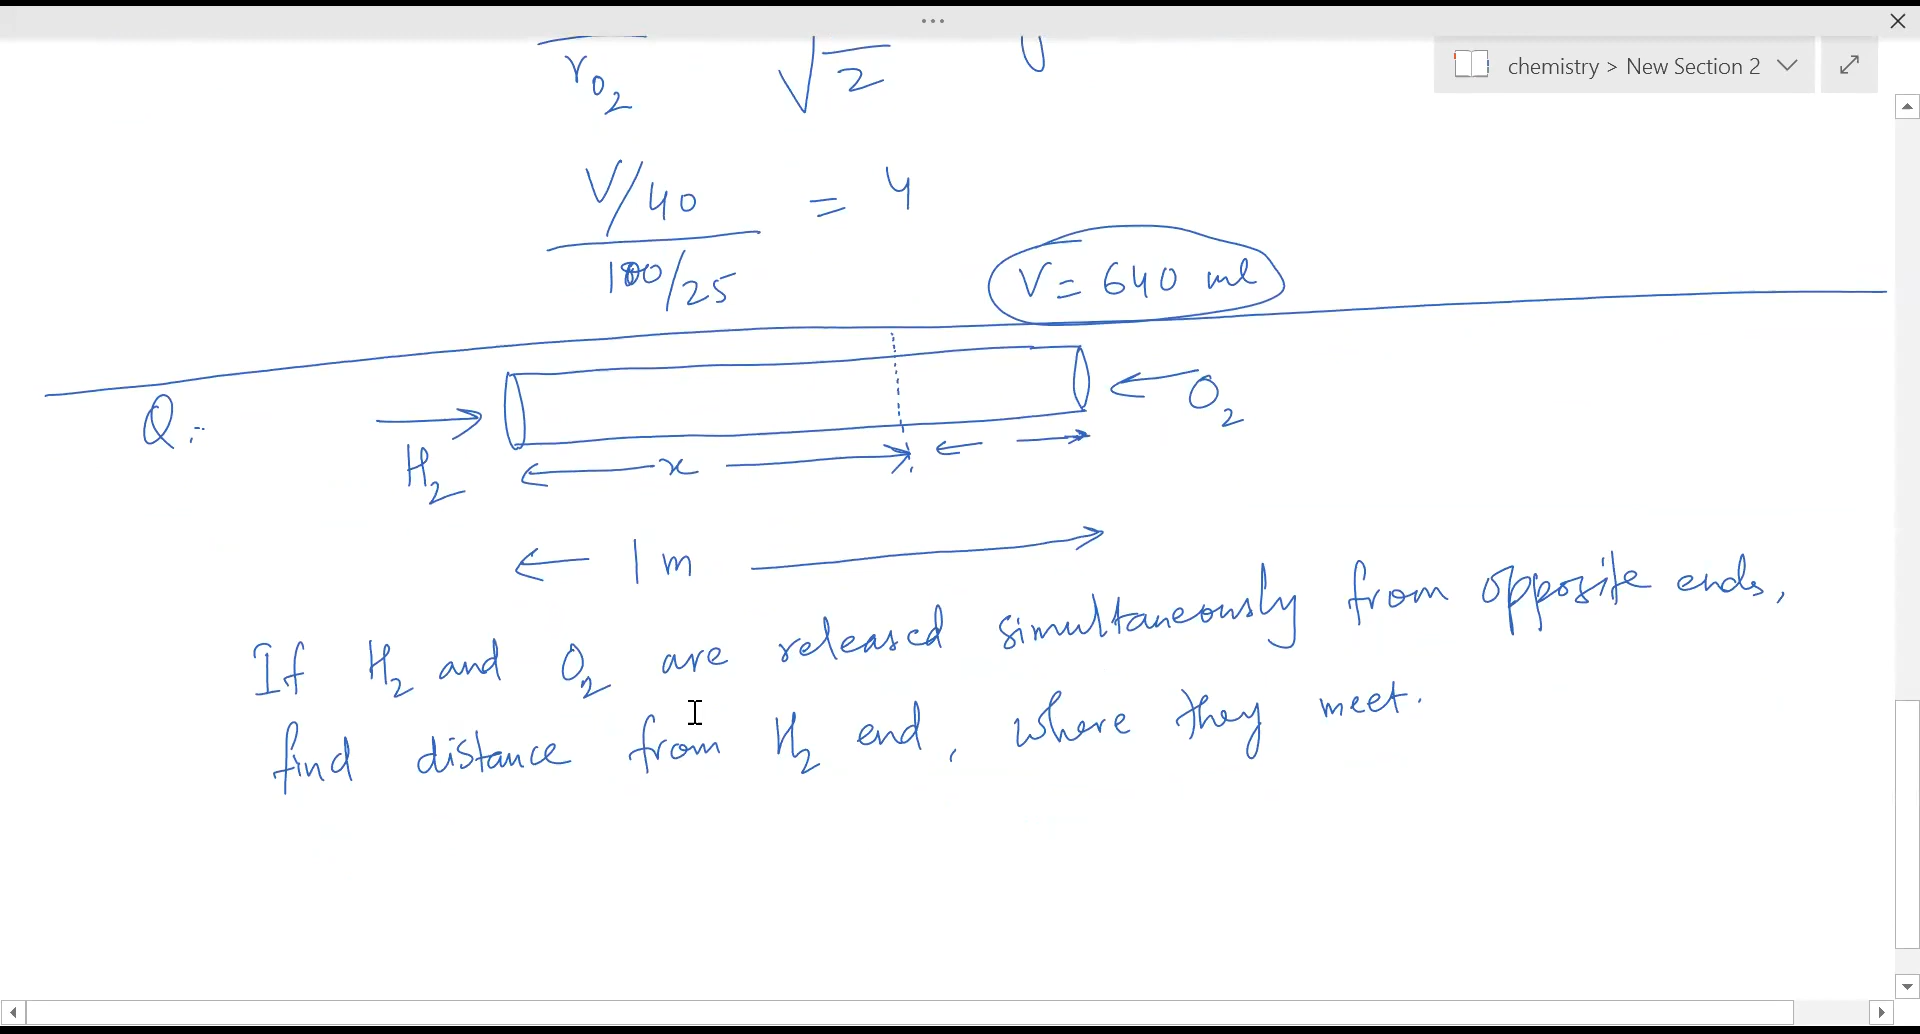 ...
chemistry > New Section 2
r_O2 √2
V/40
= 4
100/25
V = 640 ml
Q:-
H2
O2
x
1 m
If H2 and O2 are released simultaneously from opposite ends,
find distance from H2 end, where they meet.